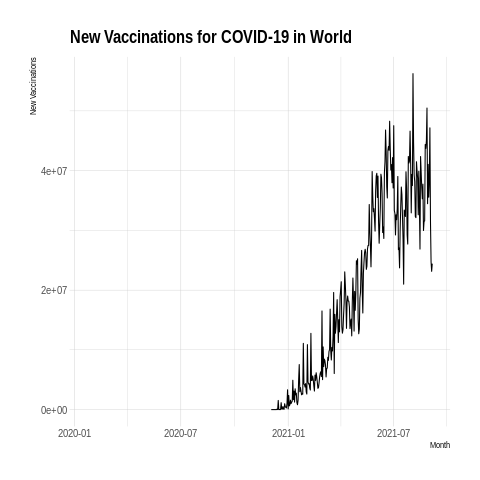 New Vaccinations for COVID-19 in World
New Vaccinations
4e+07
2e+07
0e+00
2020-01 2020-07 2021-01 2021-07
Month